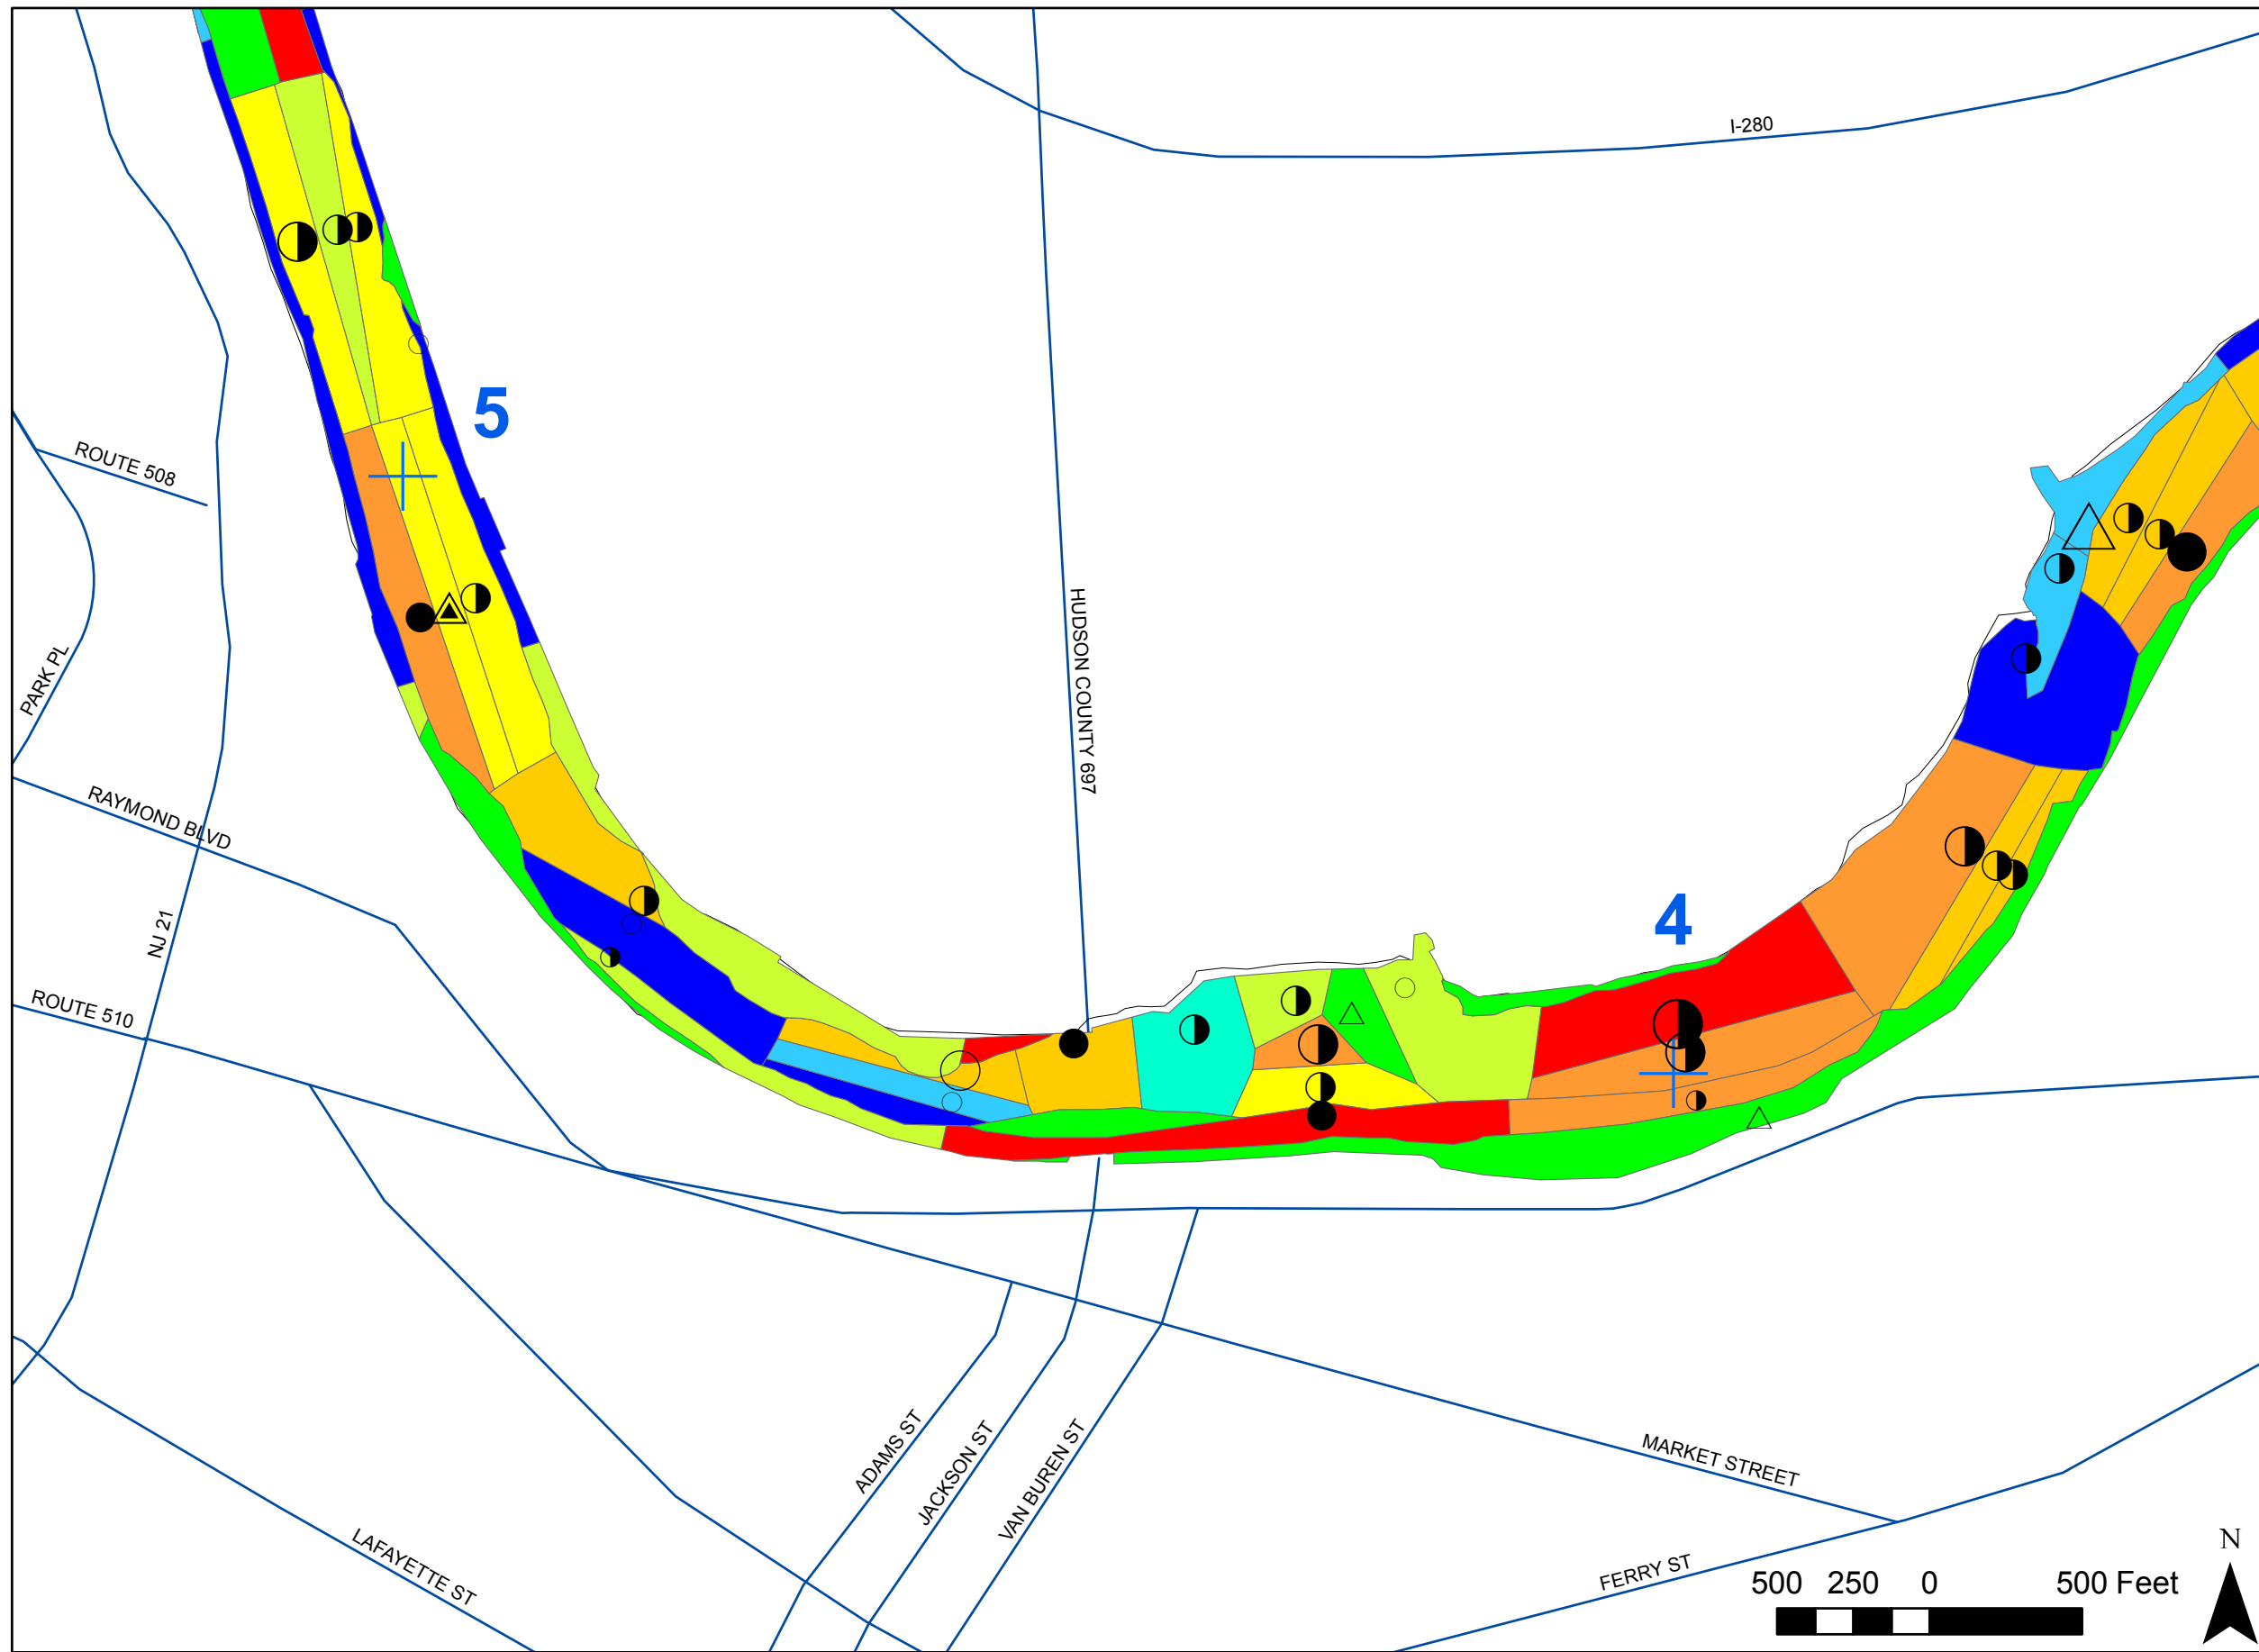 I-280
5
ROUTE 508
HUDSON COUNTY 697
PARK PL
RAYMOND BLVD
4
NJ 21
ROUTE 510
ADAMS ST
JACKSON ST
VAN BUREN ST
MARKET STREET
LAFAYETTE ST
FERRY ST
N
500 250 0 500 Feet